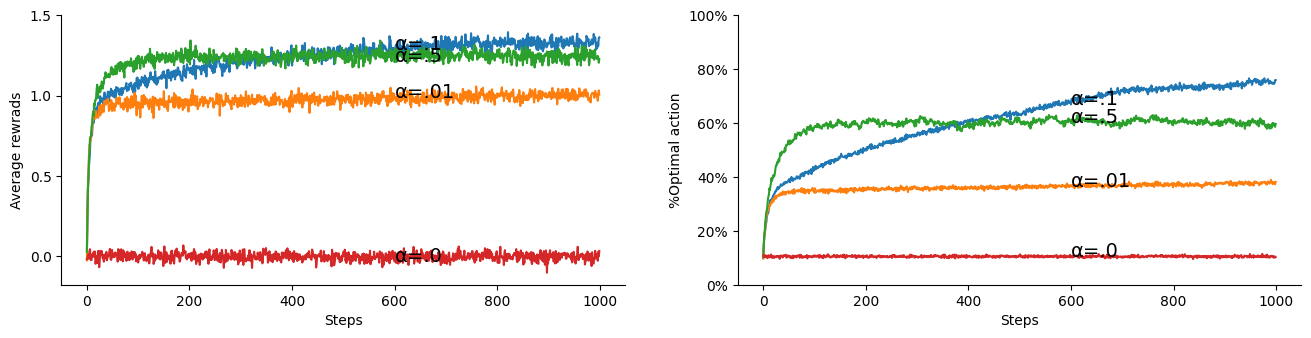 1.5
1.0
0.5
0.0
Average rewrads
α=.1
α=.5
α=.01
α=.0
0 200 400 600 800 1000
Steps
100%
80%
60%
40%
20%
0%
%Optimal action
α=.1
α=.5
α=.01
α=.0
0 200 400 600 800 1000
Steps